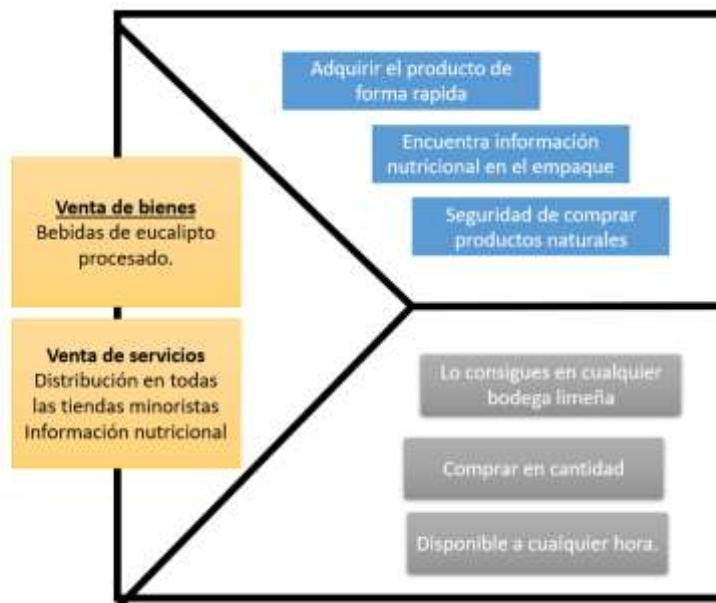 Adquirir el producto de
forma rapida
Encuentra información
nutricional en el empaque
Seguridad de comprar
productos naturales
Venta de bienes
Bebidas de eucalipto
procesado.
Venta de servicios
Distribución en todas
las tiendas minoristas
Información nutricional
Lo consigues en cualquier
bodega limeña
Comprar en cantidad
Disponible a cualquier hora.